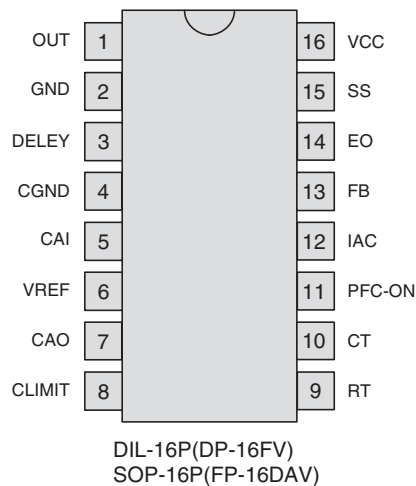 OUT 1 16 VCC
GND 2 15 SS
DELEY 3 14 EO
CGND 4 13 FB
CAI 5 12 IAC
VREF 6 11 PFC-ON
CAO 7 10 CT
CLIMIT 8 9 RT
DIL-16P(DP-16FV)
SOP-16P(FP-16DAV)